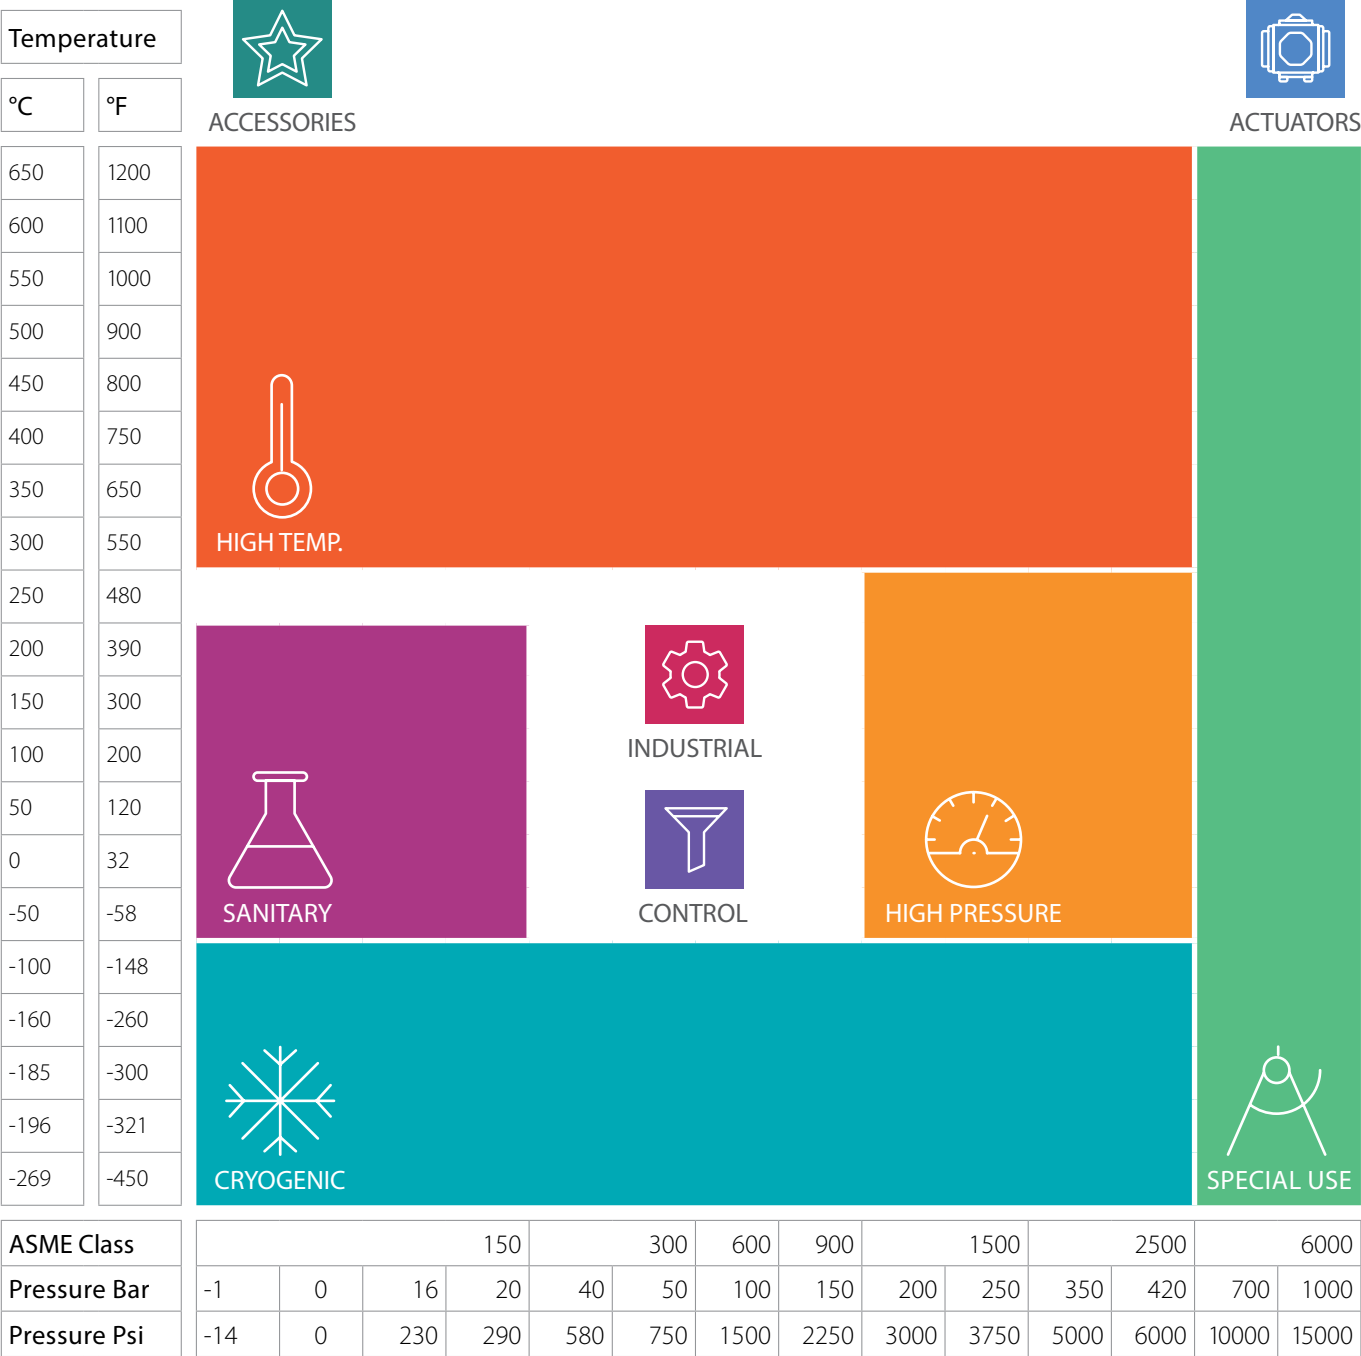 Temperature
°C °F
ACCESSORIES ACTUATORS
650 1200
600 1100
550 1000
500 900
450 800
400 750
350 650
300 550
HIGH TEMP.
250 480
200 390
150 300
100 200
INDUSTRIAL
50 120
0 32
-50 -58
SANITARY CONTROL HIGH PRESSURE
-100 -148
-160 -260
-185 -300
-196 -321
-269 -450
CRYOGENIC SPECIAL USE
ASME Class 150 300 600 900 1500 2500 6000
Pressure Bar -1 0 16 20 40 50 100 150 200 250 350 420 700 1000
Pressure Psi -14 0 230 290 580 750 1500 2250 3000 3750 5000 6000 10000 15000